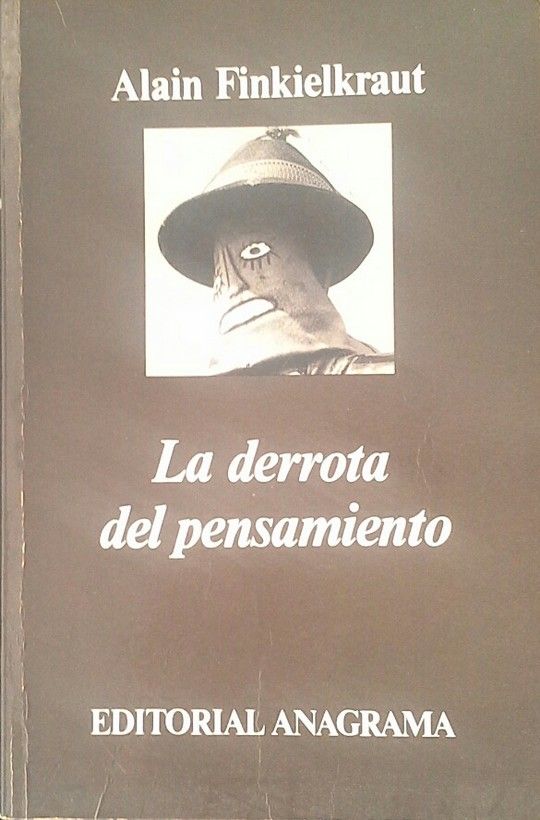 Alain Finkielkraut
La derrota
del pensamiento
EDITORIAL ANAGRAMA